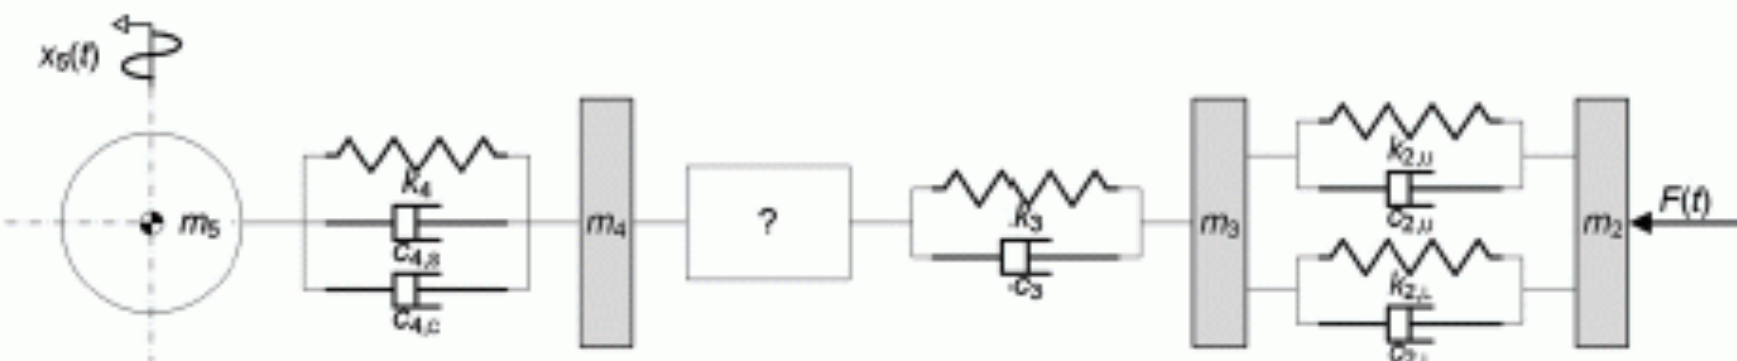 x₅(t)
m₅
k₄
c₄,s
c₄,c
m₄
?
k₃
c₃
m₃
k₂,u
c₂,u
k₂,L
m₂
F(t)